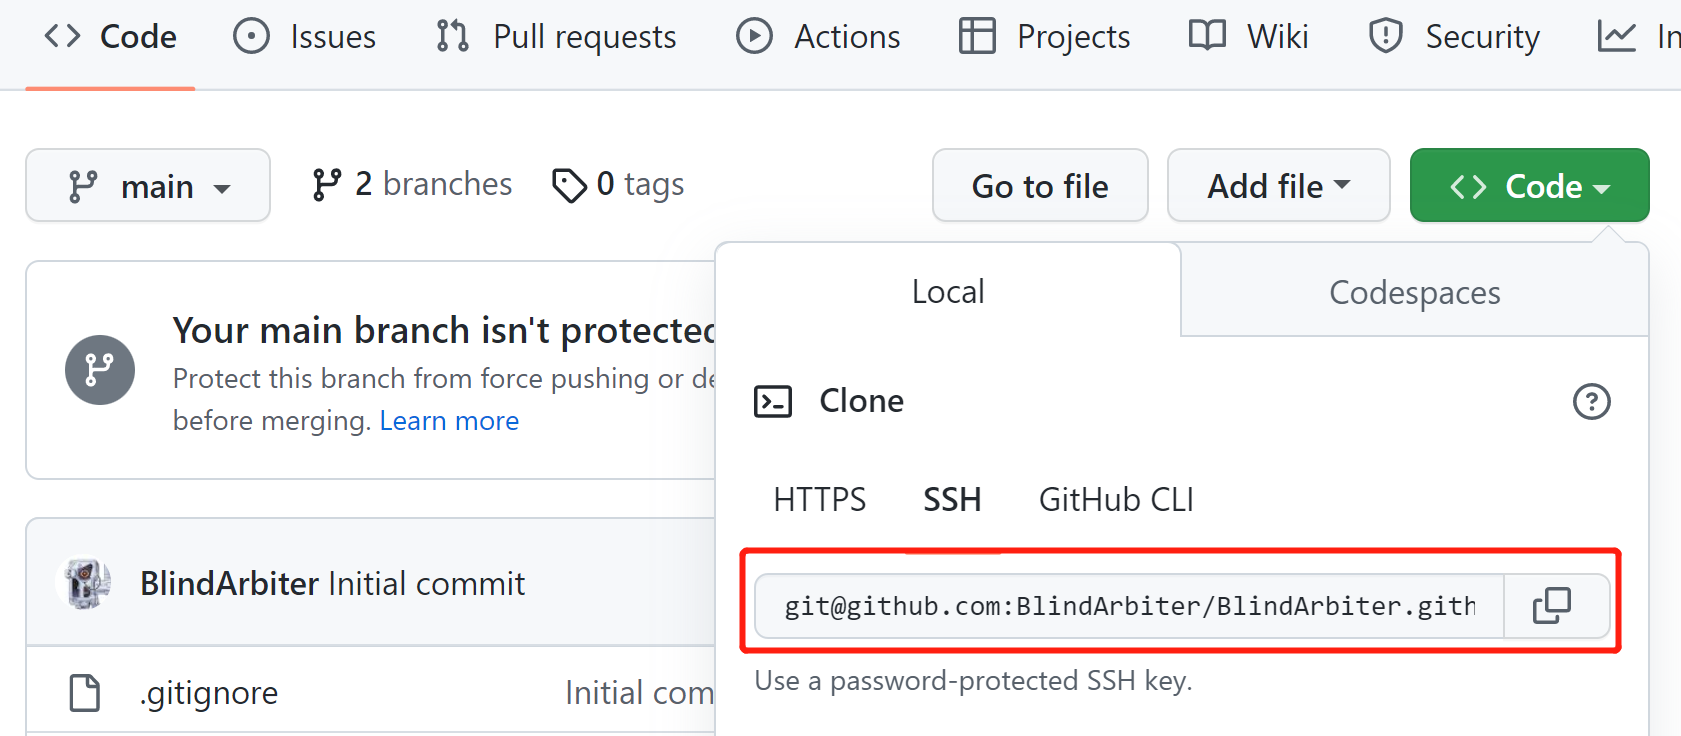 Code Issues Pull requests Actions Projects Wiki Security In
main 2 branches 0 tags Go to file Add file Code
Local Codespaces
Your main branch isn't protected
Protect this branch from force pushing or de
before merging. Learn more
Clone
HTTPS SSH GitHub CLI
BlindArbiter Initial commit
git@github.com:BlindArbiter/BlindArbiter.gith
Use a password-protected SSH key.
.gitignore Initial com